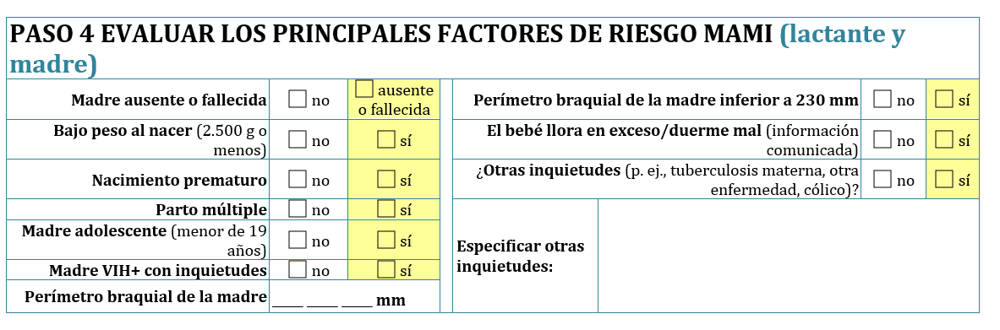 PASO 4 EVALUAR LOS PRINCIPALES FACTORES DE RIESGO MAMI (lactante y
madre)
Madre ausente o fallecida
no
ausente
o fallecida
Bajo peso al nacer (2.500 g o
menos)
no
sí
Nacimiento prematuro
no
sí
Parto múltiple
no
sí
Madre adolescente (menor de 19
años)
no
sí
Madre VIH+ con inquietudes
no
sí
Perímetro braquial de la madre
____ ____ ____ mm
Perímetro braquial de la madre inferior a 230 mm
no
sí
El bebé llora en exceso/duerme mal (información
comunicada)
no
sí
¿Otras inquietudes (p. ej., tuberculosis materna, otra
enfermedad, cólico)?
no
sí
Especificar otras
inquietudes: